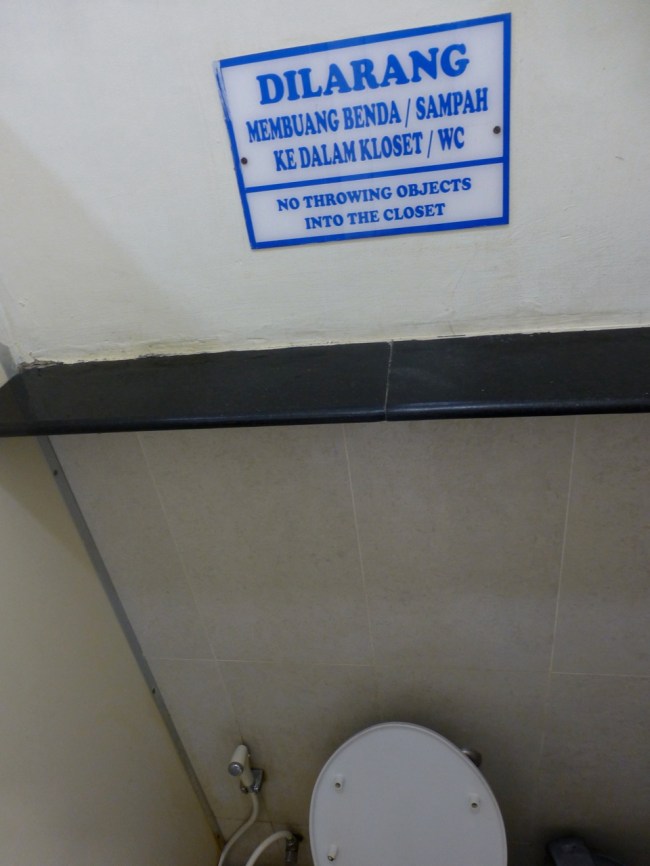 DILARANG
MEMBUANG BENDA / SAMPAH
KE DALAM KLOSET / WC
NO THROWING OBJECTS
INTO THE CLOSET